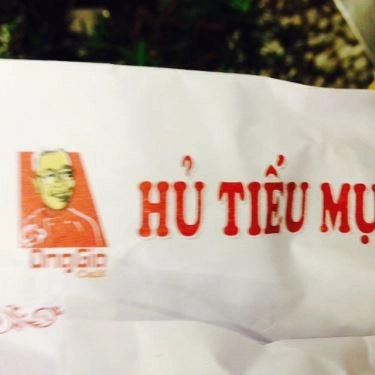 HỦ TIẾU MỤ
Ông Già